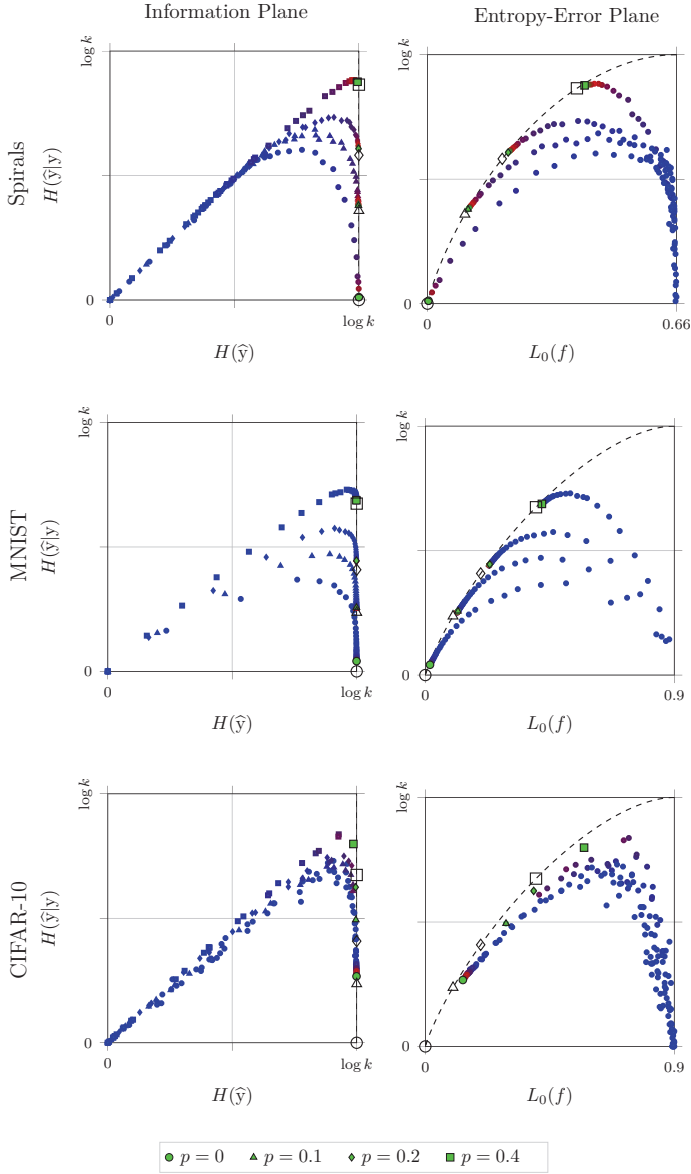 Information Plane
Entropy-Error Plane
Spirals
H(ŷ|y)
log k
0
0
log k
H(ŷ)
log k
0
0
0.66
L₀(f)
MNIST
H(ŷ|y)
log k
0
0
log k
H(ŷ)
log k
0
0
0.9
L₀(f)
CIFAR-10
H(ŷ|y)
log k
0
0
log k
H(ŷ)
log k
0
0
0.9
L₀(f)
p = 0 p = 0.1 p = 0.2 p = 0.4